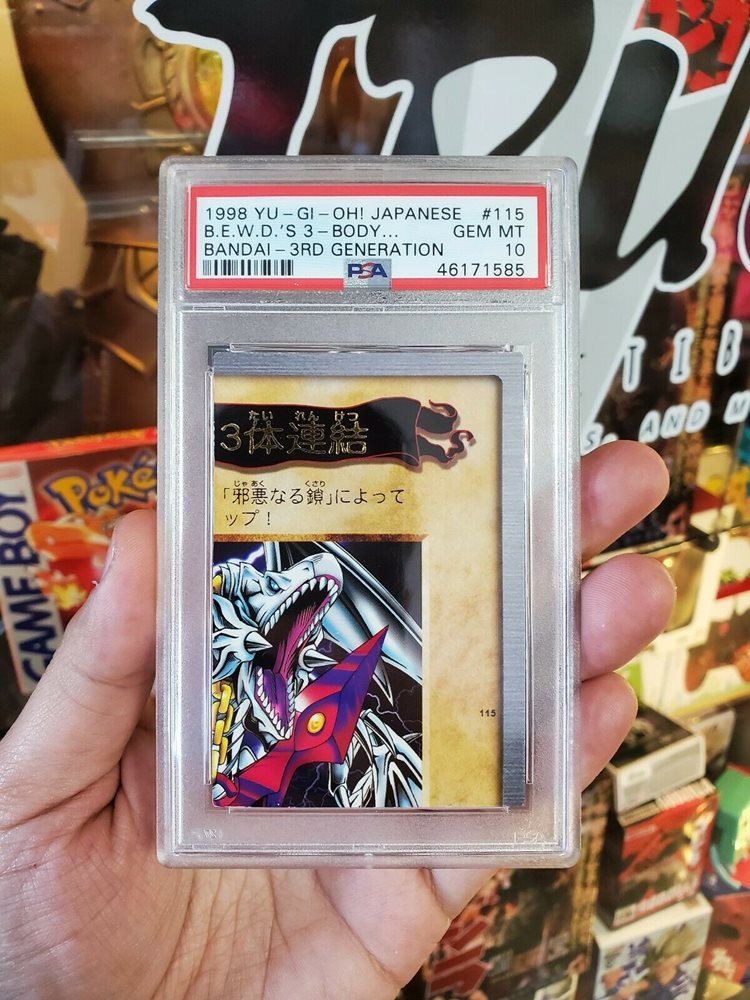 1998 YU-GI-OH! JAPANESE #115
B.E.W.D.'S 3-BODY... GEM MT
BANDAI-3RD GENERATION 10
PSA 46171585
たい れん けつ
3体連結
じゃあく くさり
「邪悪なる鎖」によって
ップ!
115
GAME BOY
Poké
TIB
AND M